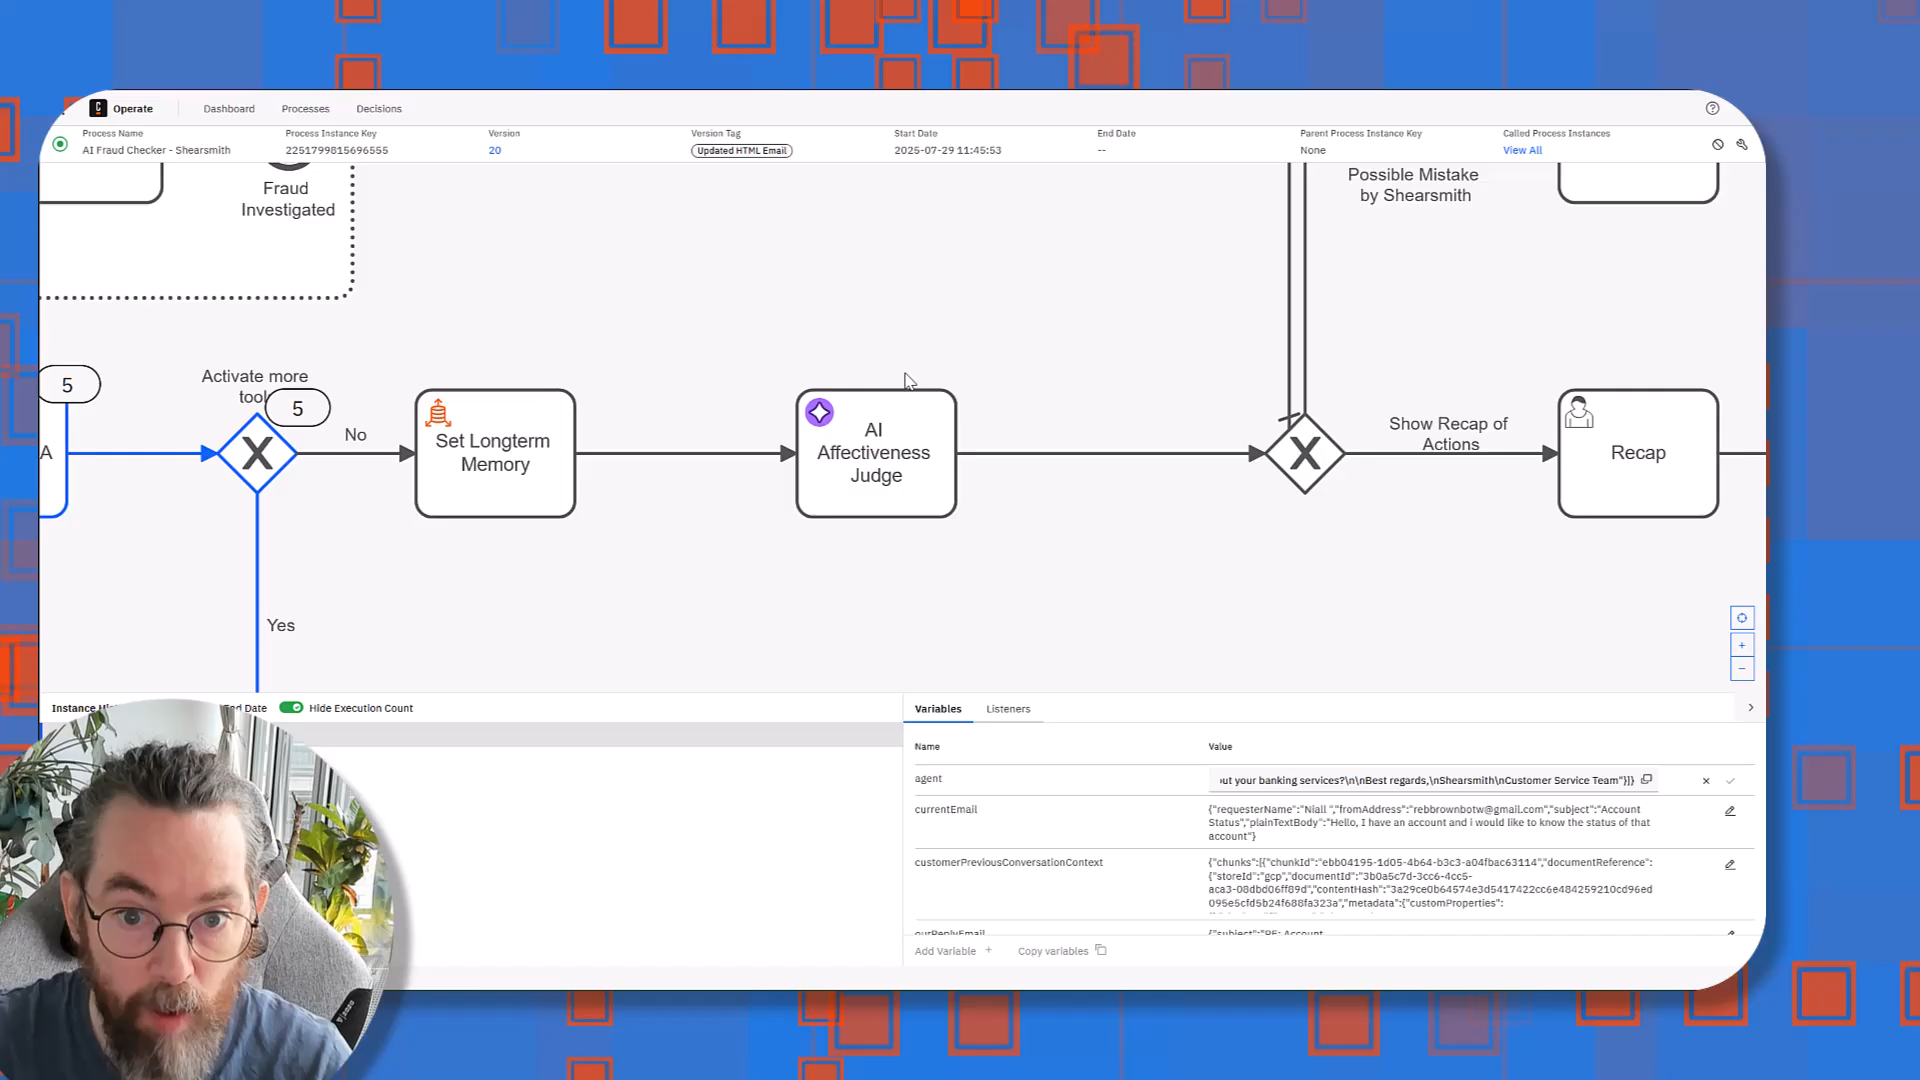 Operate Dashboard Processes Decisions
Process Name Process Instance Key Version Version Tag Start Date End Date Parent Process Instance Key Called Process Instances
AI Fraud Checker - Shearsmith 2251799815696555 20 Updated HTML Email 2025-07-29 11:45:53 -- None View All
Fraud
Investigated
Possible Mistake
by Shearsmith
5
Activate more
5
No
A
Set Longterm
Memory
AI
Affectiveness
Judge
Show Recap of
Actions
Recap
Yes
Instance End Date Hide Execution Count
Variables Listeners
Name Value
agent out your banking services?\n\nBest regards,\nShearsmith\nCustomer Service Team"}]}
currentEmail {"requesterName":"Niall ","fromAddress":"rebbrownbotw@gmail.com","subject":"Account
Status","plainTextBody":"Hello, I have an account and i would like to know the status of that
account"}
customerPreviousConversationContext {"chunks":[{"chunkId":"ebb04195-1d05-4b64-b3c3-a04fbac63114","documentReference":
{"storeId":"gcp","documentId":"3b0a5c7d-3cc6-4cc5-
aca3-08dbd06ff89d","contentHash":"3a29ce0b64574e3d5417422cc6e484259210cd96ed
095e5cfd5b24f688fa323a","metadata":{"customProperties":
ourReplyEmail {"subject":"RE: Account
Add Variable + Copy variables